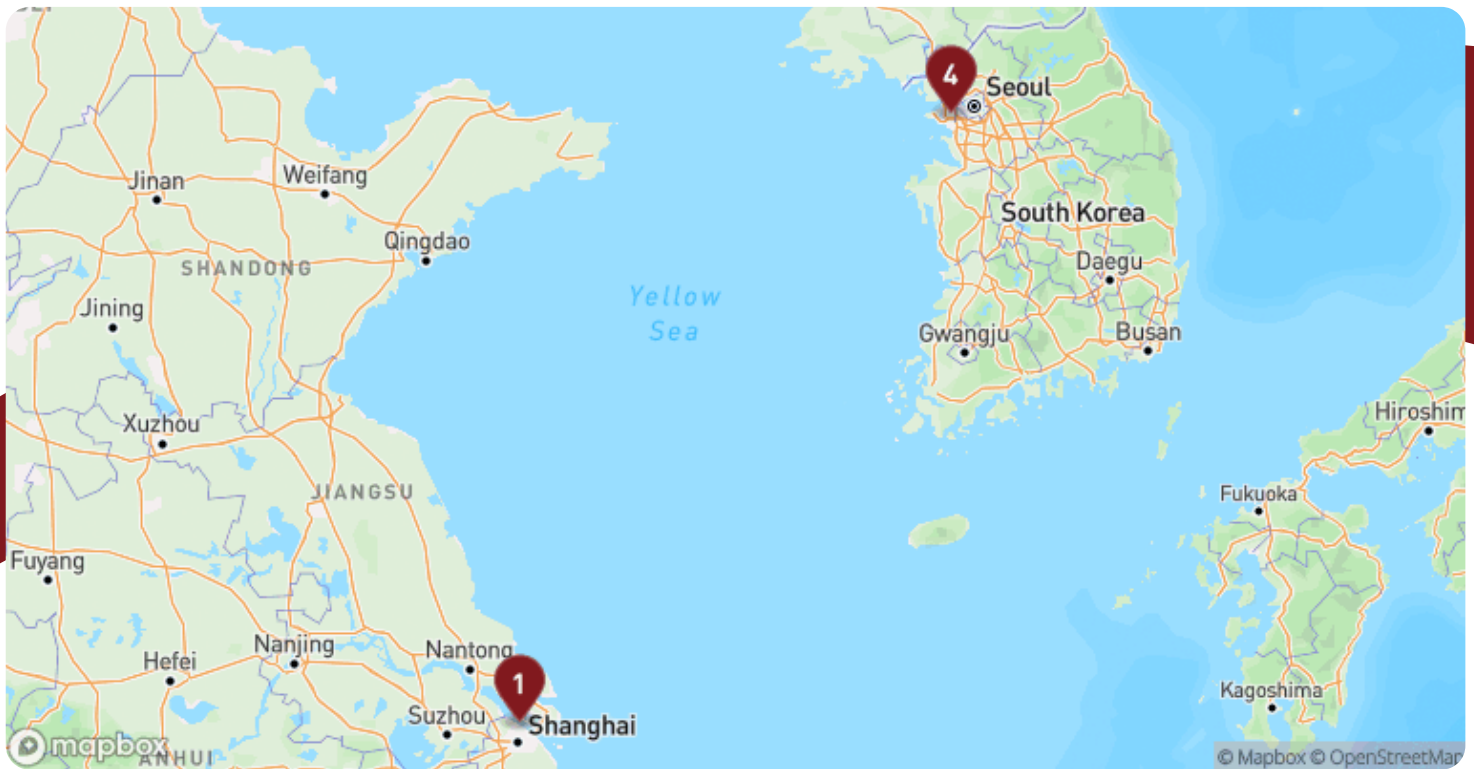 4
Seoul
Jinan
Weifang
South Korea
Qingdao
SHANDONG
Daegu
Yellow
Sea
Jining
Gwangju
Busan
Xuzhou
Hiroshim
JIANGSU
Fukuoka
Fuyang
Nanjing
Nantong
Hefei
1
Kagoshima
Suzhou
Shanghai
mapbox
ANHUI
© Mapbox © OpenStreetMap